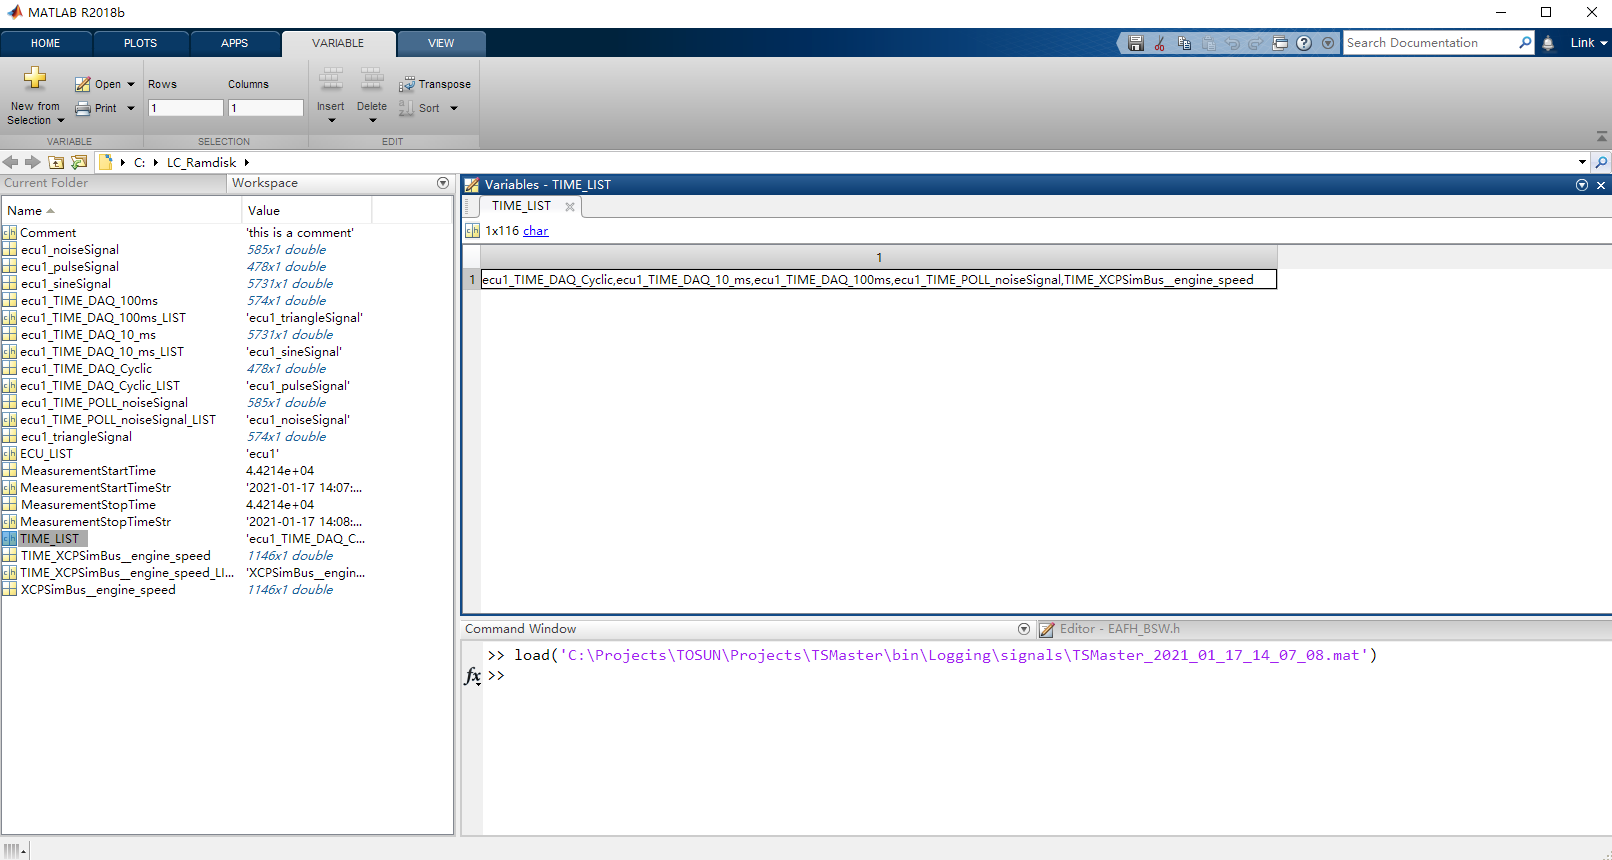 MATLAB R2018b
HOME PLOTS APPS VARIABLE VIEW
Search Documentation
Link
New from Selection
Open
Print
Rows
1
Columns
1
Insert
Delete
Transpose
Sort
VARIABLE SELECTION EDIT
C: LC_Ramdisk
Current Folder
Workspace
Name Value
Comment 'this is a comment'
ecu1_noiseSignal 585x1 double
ecu1_pulseSignal 478x1 double
ecu1_sineSignal 5731x1 double
ecu1_TIME_DAQ_100ms 574x1 double
ecu1_TIME_DAQ_100ms_LIST 'ecu1_triangleSignal'
ecu1_TIME_DAQ_10_ms 5731x1 double
ecu1_TIME_DAQ_10_ms_LIST 'ecu1_sineSignal'
ecu1_TIME_DAQ_Cyclic 478x1 double
ecu1_TIME_DAQ_Cyclic_LIST 'ecu1_pulseSignal'
ecu1_TIME_POLL_noiseSignal 585x1 double
ecu1_TIME_POLL_noiseSignal_LIST 'ecu1_noiseSignal'
ecu1_triangleSignal 574x1 double
ECU_LIST 'ecu1'
MeasurementStartTime 4.4214e+04
MeasurementStartTimeStr '2021-01-17 14:07:...
MeasurementStopTime 4.4214e+04
MeasurementStopTimeStr '2021-01-17 14:08:...
TIME_LIST 'ecu1_TIME_DAQ_C...
TIME_XCPSimBus__engine_speed 1146x1 double
TIME_XCPSimBus__engine_speed_LI... 'XCPSimBus__engin...
XCPSimBus__engine_speed 1146x1 double
Variables - TIME_LIST
TIME_LIST
1x116 char
1
1 ecu1_TIME_DAQ_Cyclic,ecu1_TIME_DAQ_10_ms,ecu1_TIME_DAQ_100ms,ecu1_TIME_POLL_noiseSignal,TIME_XCPSimBus__engine_speed
Command Window
Editor - EAFH_BSW.h
>> load('C:\Projects\TOSUN\Projects\TSMaster\bin\Logging\signals\TSMaster_2021_01_17_14_07_08.mat')
fx >>